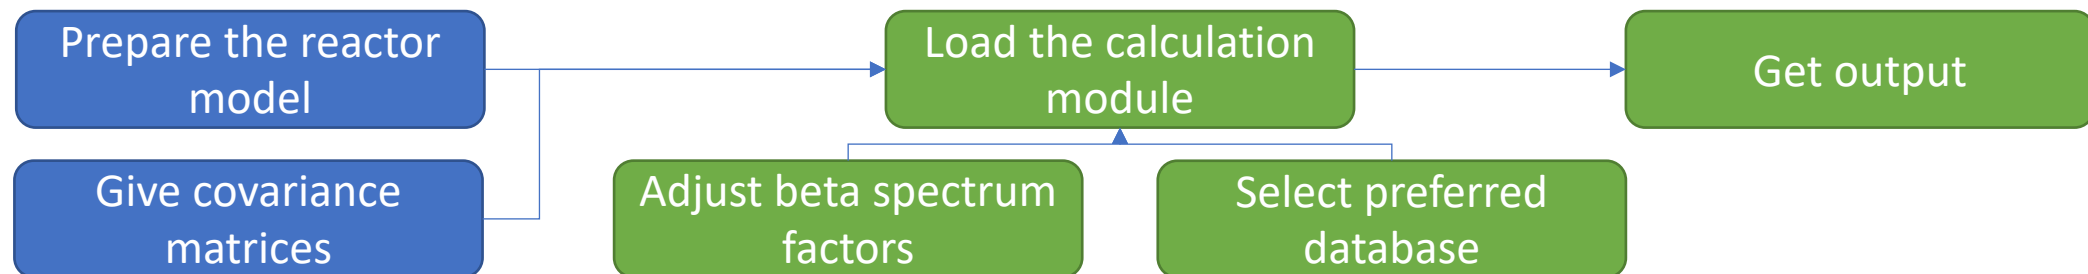 Prepare the reactor
model
Load the calculation
module
Get output
Give covariance
matrices
Adjust beta spectrum
factors
Select preferred
database